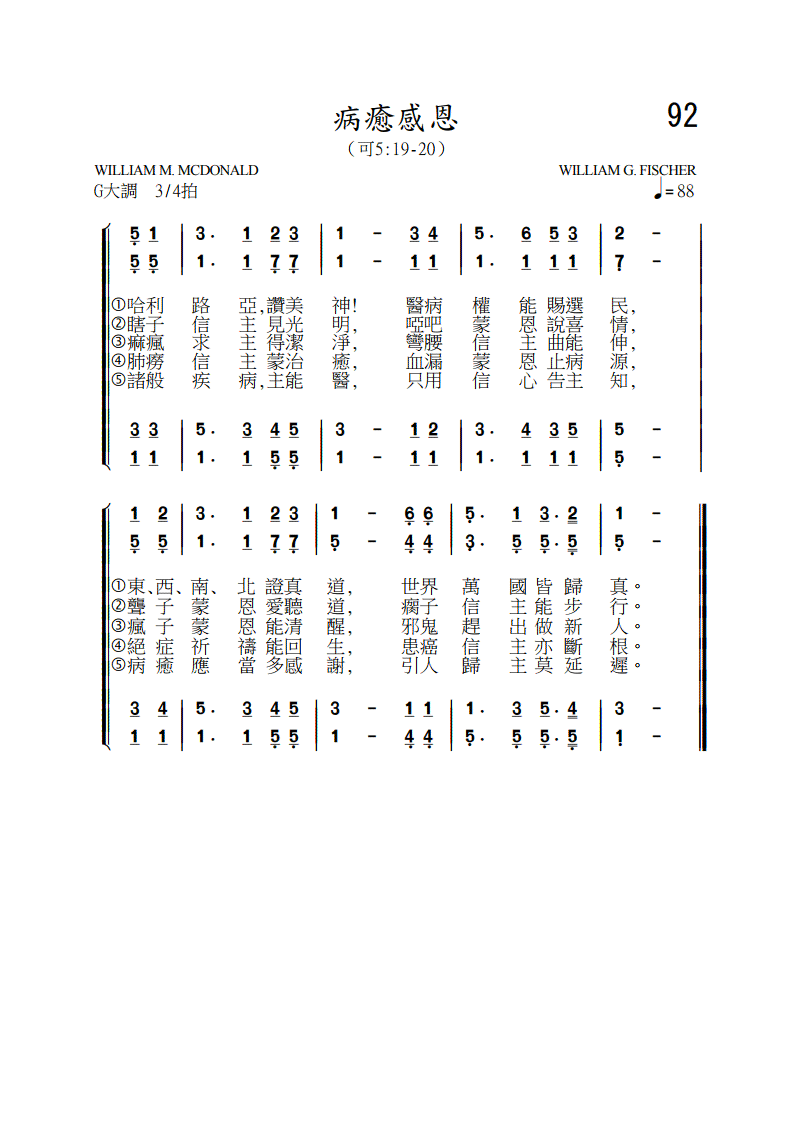 病癒感恩
92
(可5:19-20)
WILLIAM M. MCDONALD
WILLIAM G. FISCHER
G大調 3/4拍
♩=88
5 1 | 3 . 1 2 3 | 1 - 3 4 | 5 . 6 5 3 | 2 -
5 5 | 1 . 1 7 7 | 1 - 1 1 | 1 . 1 1 1 | 7 -
①哈利 路 亞,讚美 神! 醫病 權 能 賜選 民,
②瞎子 信 主 見光 明, 啞吧 蒙 恩 說喜 情,
③痲瘋 求 主 得潔 淨, 彎腰 信 主 曲能 伸,
④肺癆 信 主 蒙治 癒, 血漏 蒙 恩 止病 源,
⑤諸般 疾 病,主能 醫, 只用 信 心 告主 知,
3 3 | 5 . 3 4 5 | 3 - 1 2 | 3 . 4 3 5 | 5 -
1 1 | 1 . 1 5 5 | 1 - 1 1 | 1 . 1 1 1 | 5 -
1 2 | 3 . 1 2 3 | 1 - 6 6 | 5 . 1 3 . 2 | 1 -
5 5 | 1 . 1 7 7 | 5 - 4 4 | 3 . 5 5 . 5 | 5 -
①東、西、南、 北 證真 道, 世界 萬 國 皆 歸 真。
②聾 子 蒙 恩 愛聽 道, 瘸子 信 主 能 步 行。
③瘋 子 蒙 恩 能清 醒, 邪鬼 趕 出 做 新 人。
④絕 症 祈 禱 能回 生, 患癌 信 主 亦 斷 根。
⑤病 癒 應 當 多感 謝, 引人 歸 主 莫 延 遲。
3 4 | 5 . 3 4 5 | 3 - 1 1 | 1 . 3 5 . 4 | 3 -
1 1 | 1 . 1 5 5 | 1 - 4 4 | 5 . 5 5 . 5 | 1 -